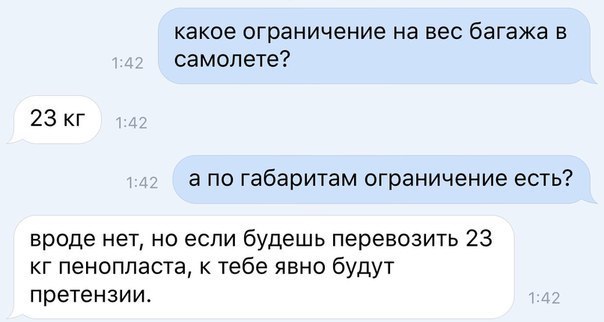 какое ограничение на вес багажа в
самолете?
1:42
23 кг
1:42
а по габаритам ограничение есть?
1:42
вроде нет, но если будешь перевозить 23
кг пенопласта, к тебе явно будут
претензии.
1:42